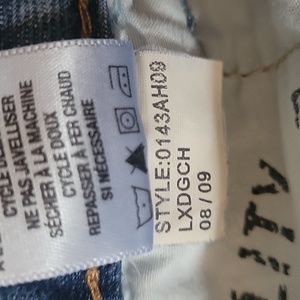 CYCLE DOUX
NE PAS JAVELLISER
SÉCHER À LA MACHINE
CYCLE DOUX
REPASSER À FER CHAUD
SI NÉCESSAIRE
STYLE:0143AH09
LXDGCH
08/09